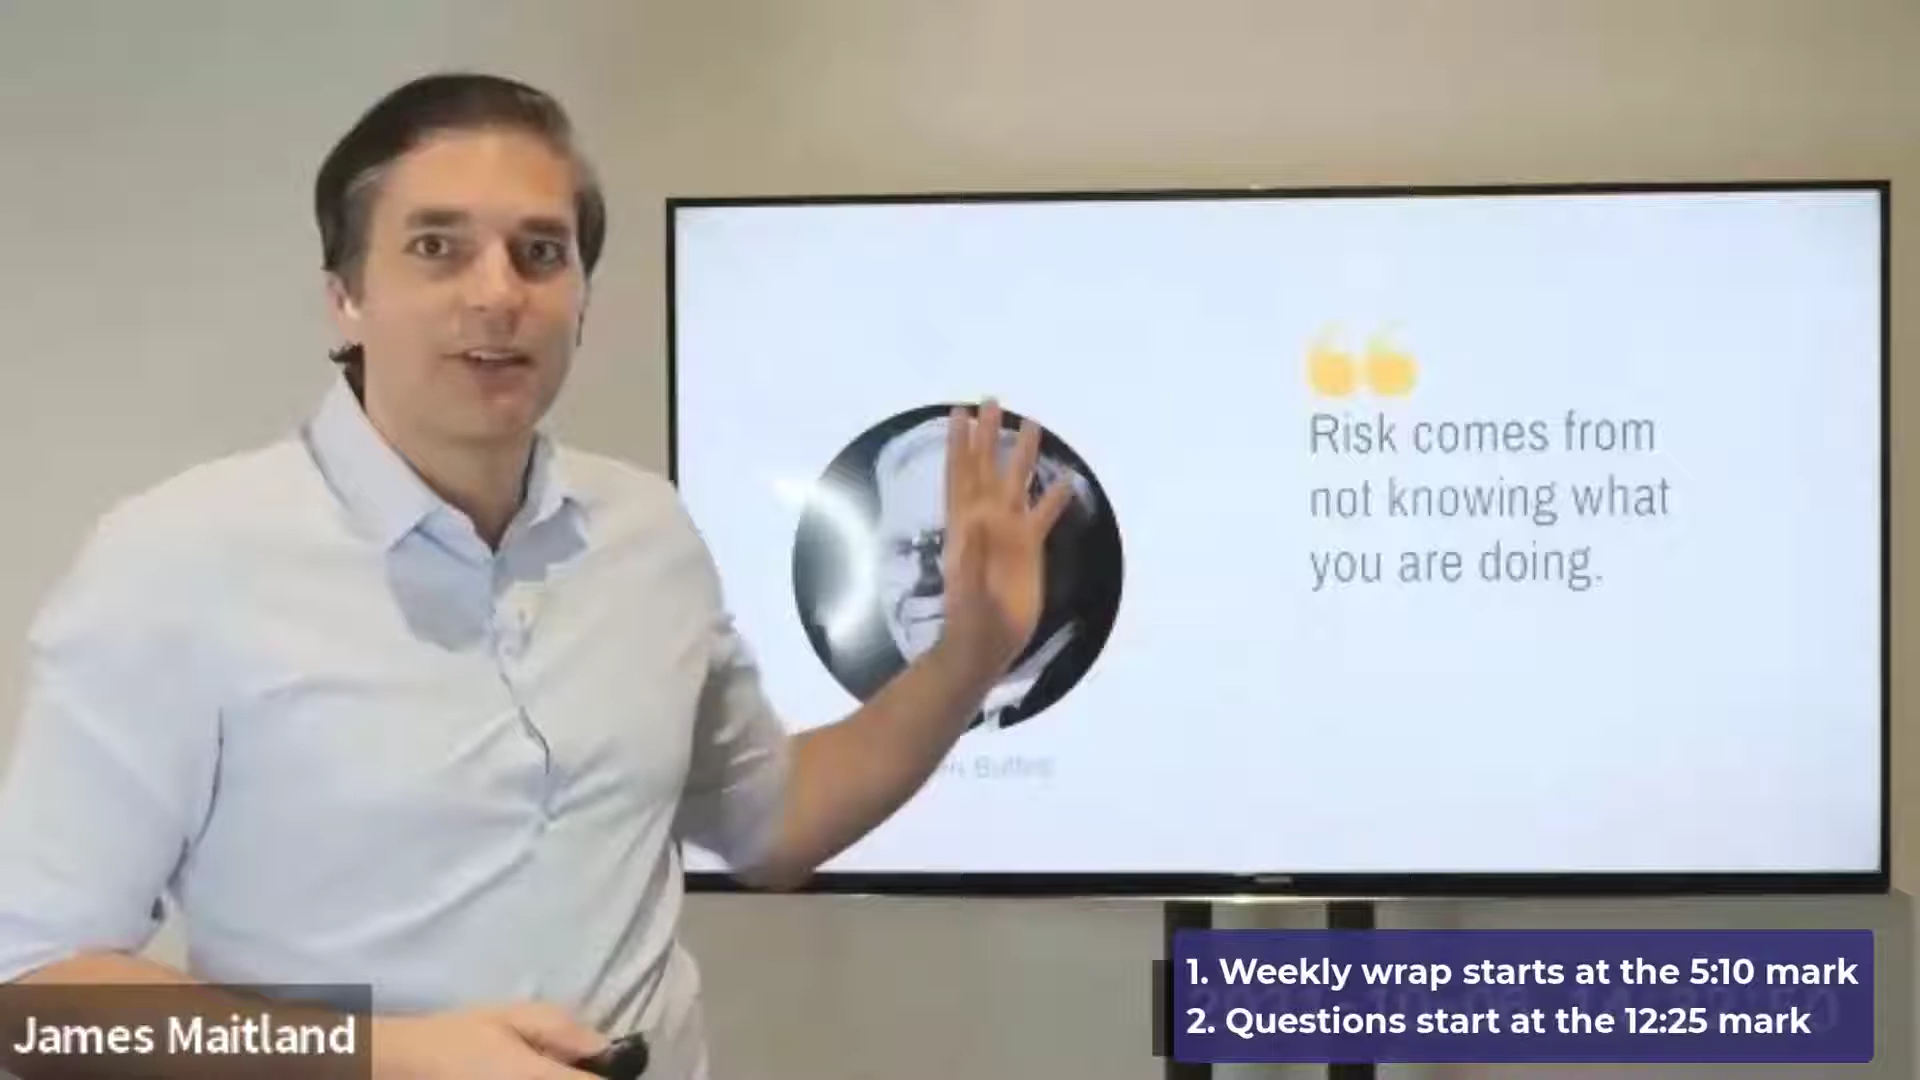 Risk comes from
not knowing what
you are doing.
1. Weekly wrap starts at the 5:10 mark
2. Questions start at the 12:25 mark
James Maitland